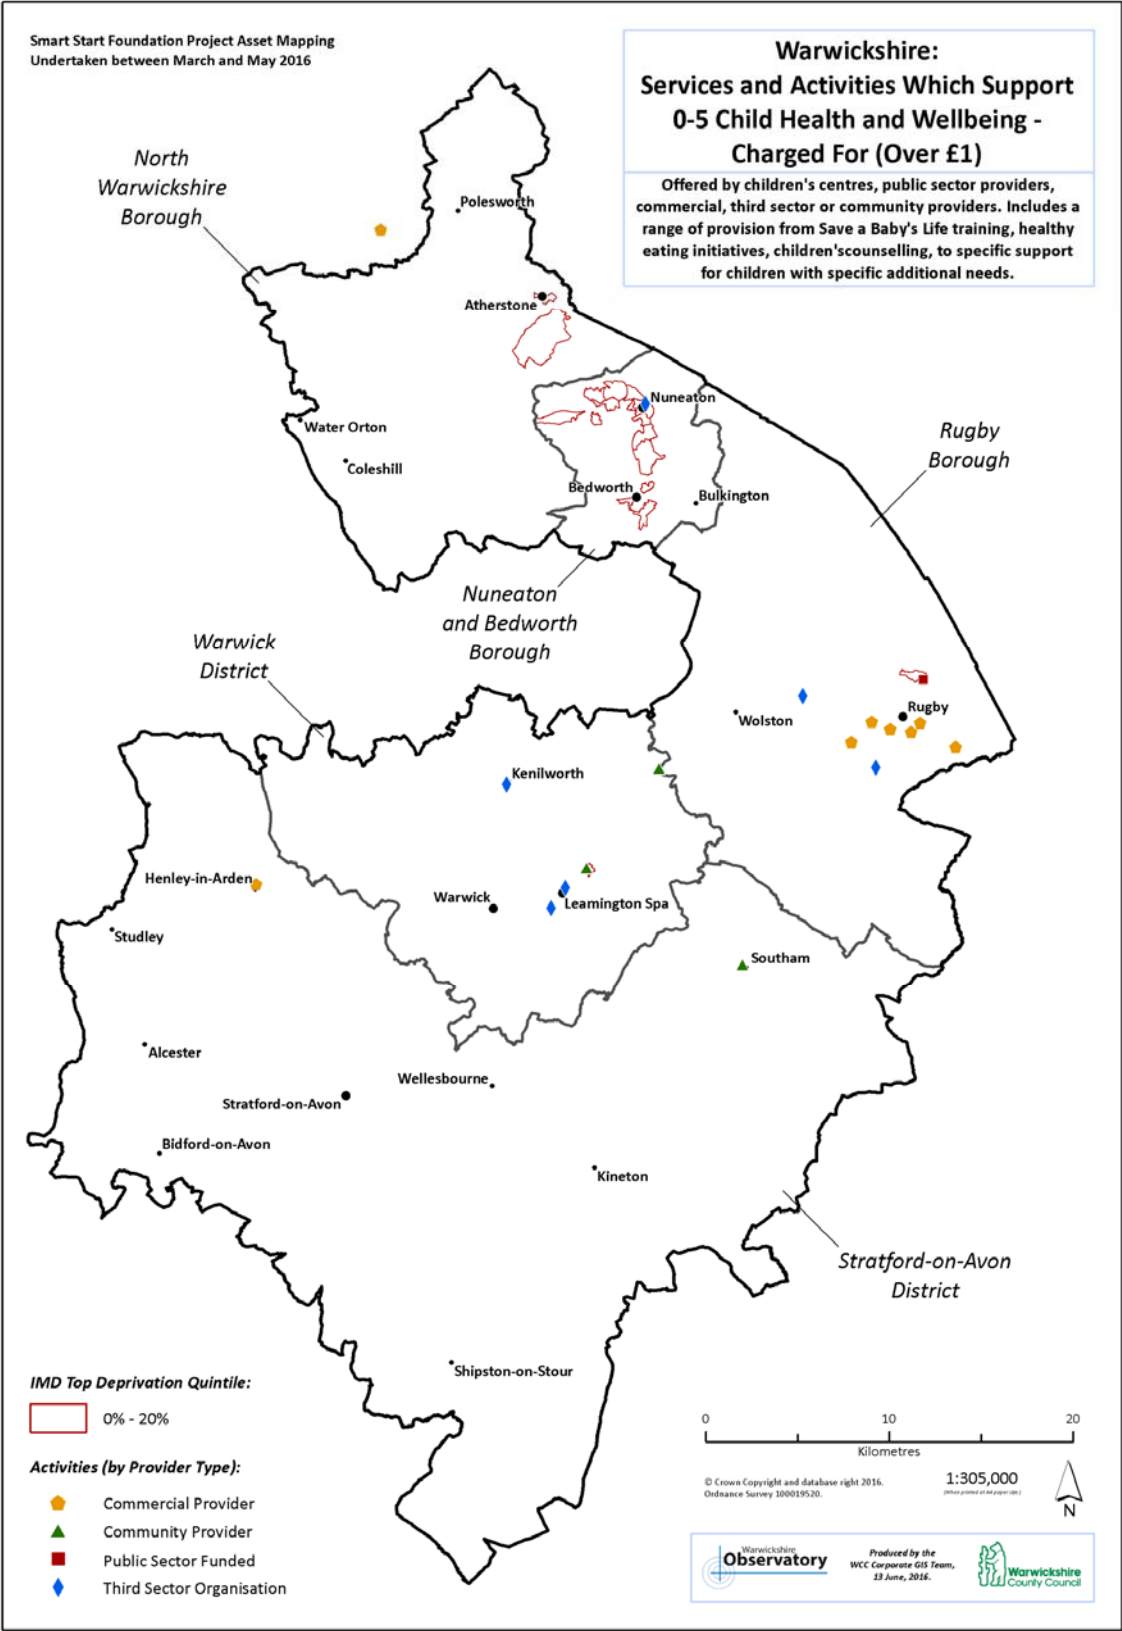 Smart Start Foundation Project Asset Mapping
Undertaken between March and May 2016
Warwickshire:
Services and Activities Which Support
0-5 Child Health and Wellbeing -
Charged For (Over £1)
Offered by children's centres, public sector providers,
commercial, third sector or community providers. Includes a
range of provision from Save a Baby's Life training, healthy
eating initiatives, children'scounselling, to specific support
for children with specific additional needs.
North
Warwickshire
Borough
Polesworth
Atherstone
Nuneaton
Water Orton
Coleshill
Rugby
Borough
Bedworth
Bulkington
Nuneaton
and Bedworth
Borough
Warwick
District
Rugby
Wolston
Kenilworth
Henley-in-Arden
Warwick
Leamington Spa
Studley
Southam
Alcester
Wellesbourne
Stratford-on-Avon
Bidford-on-Avon
Kineton
Stratford-on-Avon
District
Shipston-on-Stour
IMD Top Deprivation Quintile:
0% - 20%
Activities (by Provider Type):
Commercial Provider
Community Provider
Public Sector Funded
Third Sector Organisation
0 10 20
Kilometres
© Crown Copyright and database right 2016.
Ordnance Survey 100019520.
1:305,000
(When printed at A4 paper size.)
N
Warwickshire
Observatory
Produced by the
WCC Corporate GIS Team,
13 June, 2016.
Warwickshire
County Council